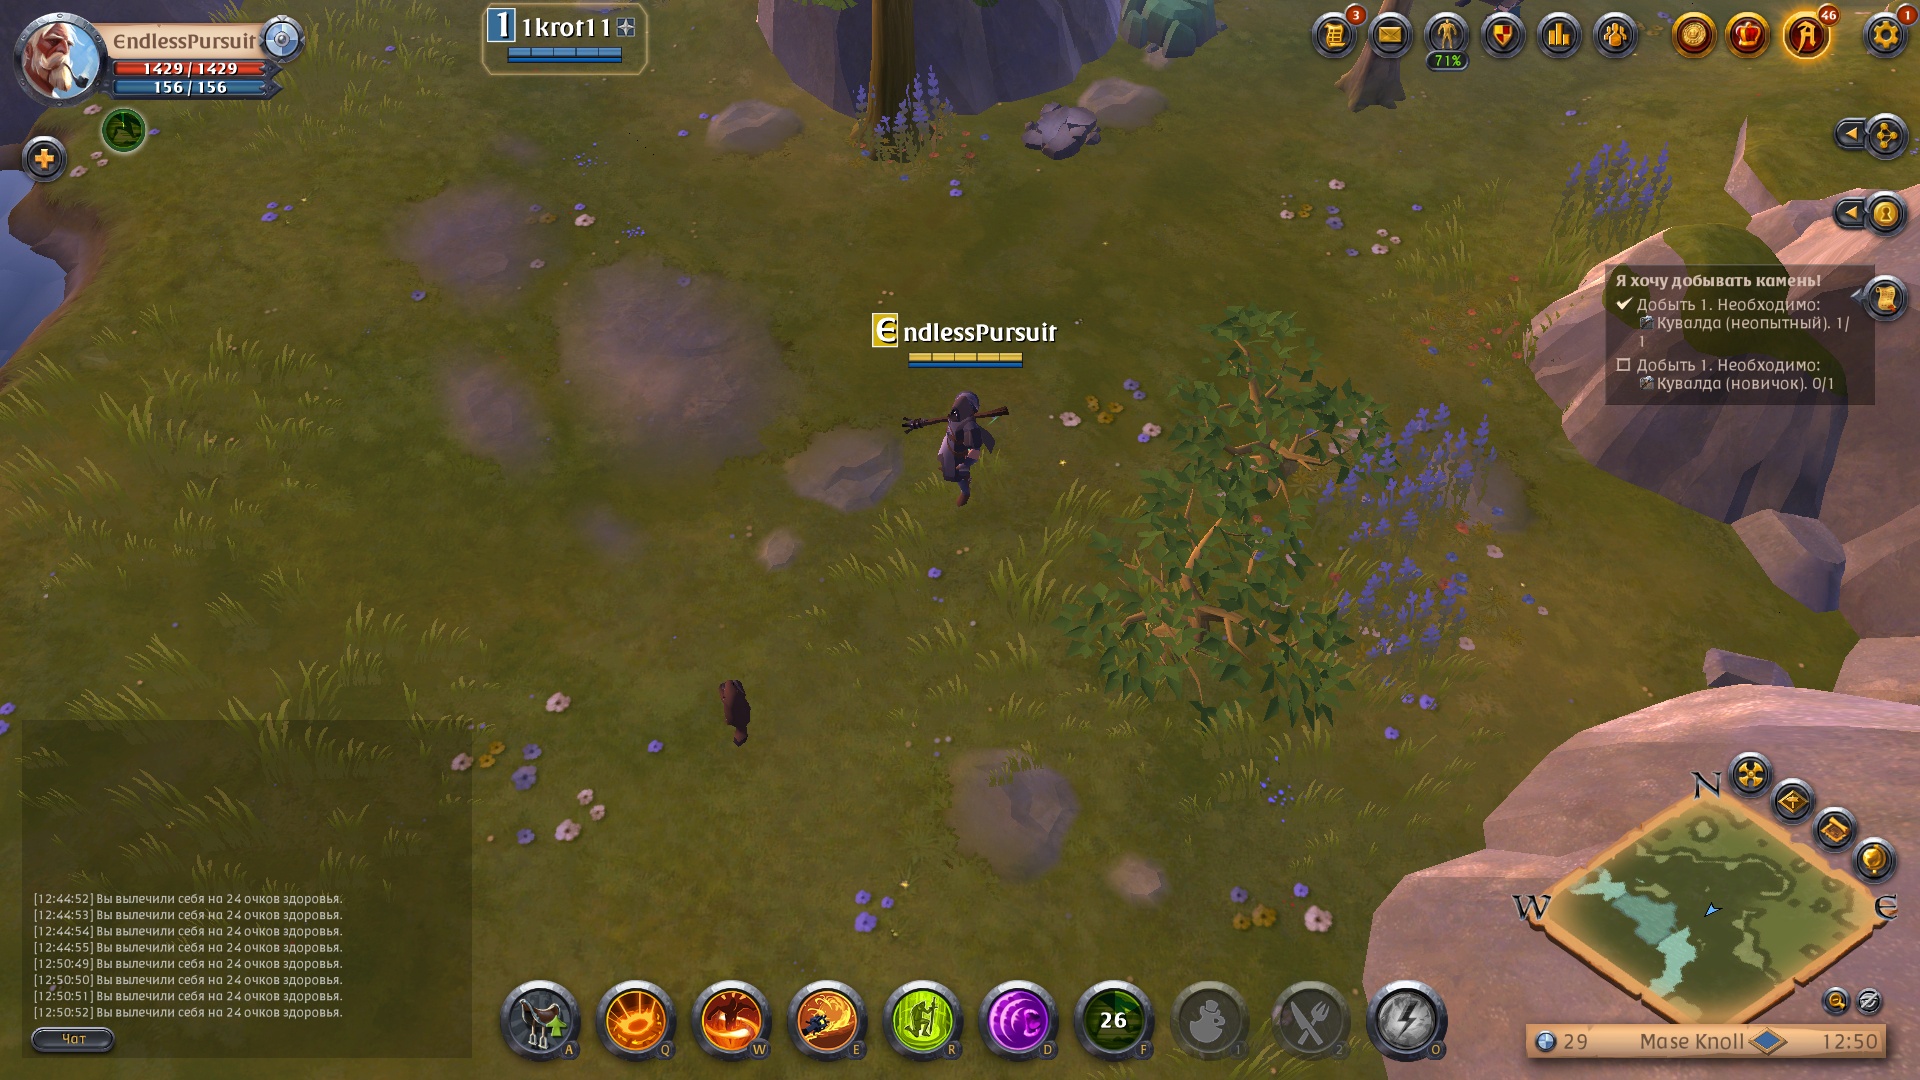 EndlessPursuit
1429 / 1429
156 / 156
1
1krot11
3
71%
46
1
Я хочу добывать камень!
Добыть 1. Необходимо:
Кувалда (неопытный). 1/
1
Добыть 1. Необходимо:
Кувалда (новичок). 0/1
EndlessPursuit
[12:44:52] Вы вылечили себя на 24 очков здоровья.
[12:44:53] Вы вылечили себя на 24 очков здоровья.
[12:44:54] Вы вылечили себя на 24 очков здоровья.
[12:44:55] Вы вылечили себя на 24 очков здоровья.
[12:50:49] Вы вылечили себя на 24 очков здоровья.
[12:50:50] Вы вылечили себя на 24 очков здоровья.
[12:50:51] Вы вылечили себя на 24 очков здоровья.
[12:50:52] Вы вылечили себя на 24 очков здоровья.
Чат
26
A Q W E R D F 1 2 O
N
W E
29 Mase Knoll 12:50